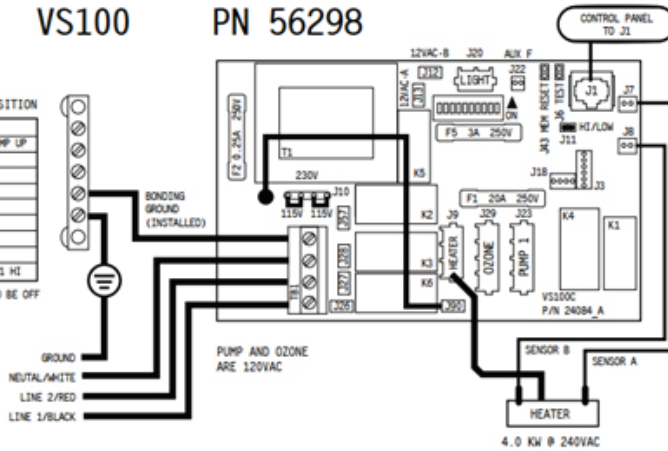 VS100 PN 56298
CONTROL PANEL
TO J1
12VAC-B J20 AUX F
J12 LIGHT J22
12VAC-A
J13
J43 MEM RESET
J6 TEST
J1
J7
ON
HI/LOW
J11
J8
F5 3A 250V
F2 0.25A 250V
T1
230V
J10
115V 115V
K5
J18
J3
F1 20A 250V
BONDING
GROUND
(INSTALLED)
J57
K2
J9
HEATER
J29
OZONE
J23
PUMP 1
K4
K1
J28
K3
J27
K6
TB1
J26
J90
VS100C
P/N 24084_A
SITION
MP UP
1 HI
O BE OFF
PUMP AND OZONE
ARE 120VAC
GROUND
NEUTAL/WHITE
LINE 2/RED
LINE 1/BLACK
SENSOR B
SENSOR A
HEATER
4.0 KW @ 240VAC